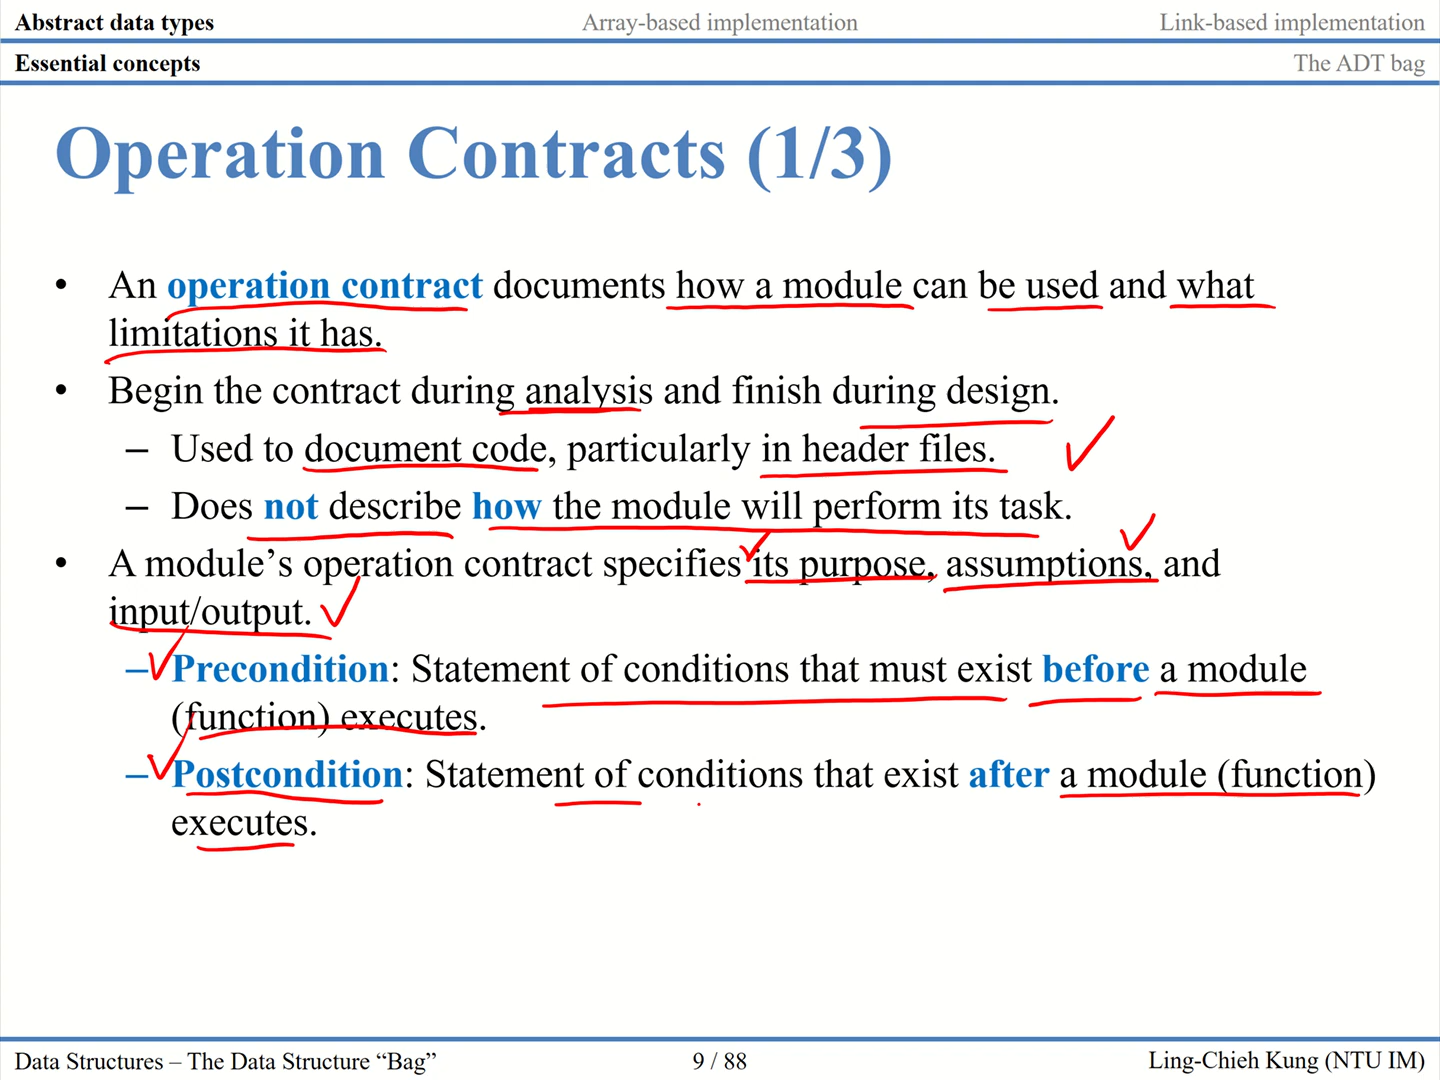 Abstract data types Array-based implementation Link-based implementation
Essential concepts The ADT bag
Operation Contracts (1/3)
• An operation contract documents how a module can be used and what
limitations it has.
• Begin the contract during analysis and finish during design.
– Used to document code, particularly in header files.
– Does not describe how the module will perform its task.
• A module’s operation contract specifies its purpose, assumptions, and
input/output.
– Precondition: Statement of conditions that must exist before a module
(function) executes.
– Postcondition: Statement of conditions that exist after a module (function)
executes.
Data Structures – The Data Structure “Bag” 9 / 88 Ling-Chieh Kung (NTU IM)